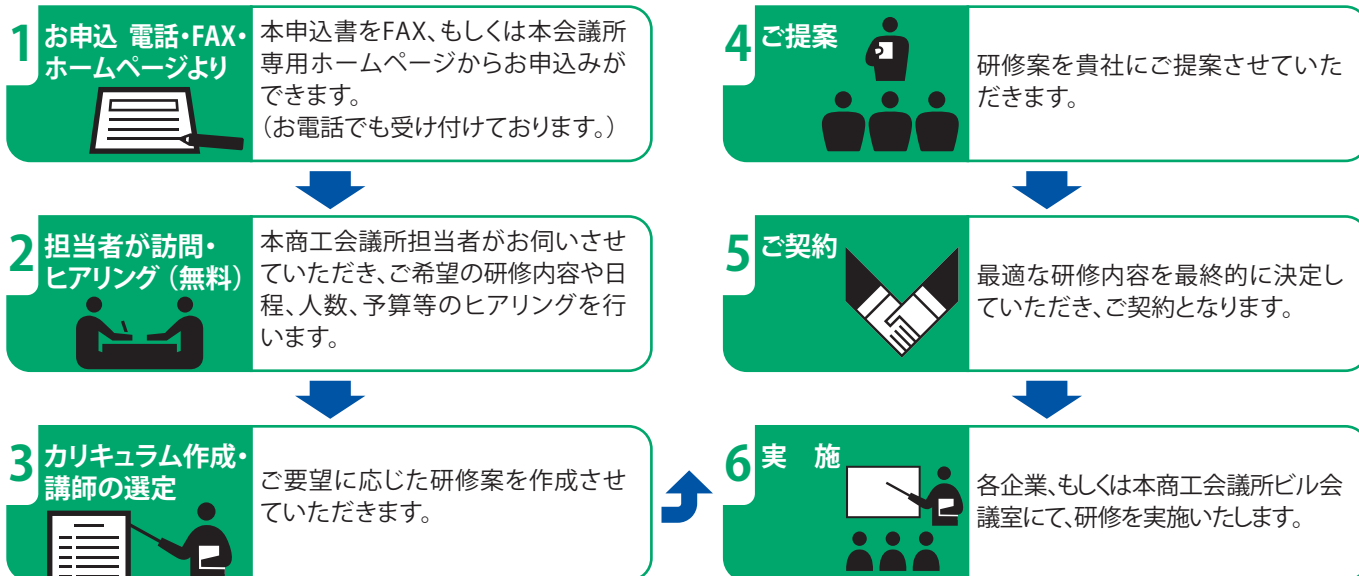 1 お申込 電話・FAX・
ホームページより
本申込書をFAX、もしくは本会議所
専用ホームページからお申込みが
できます。
（お電話でも受け付けております。）
2 担当者が訪問・
ヒアリング（無料）
本商工会議所担当者がお伺いさせ
ていただき、ご希望の研修内容や日
程、人数、予算等のヒアリングを行
います。
3 カリキュラム作成・
講師の選定
ご要望に応じた研修案を作成させ
ていただきます。
4 ご提案
研修案を貴社にご提案させていた
だきます。
5 ご契約
最適な研修内容を最終的に決定し
ていただき、ご契約となります。
6 実　施
各企業、もしくは本商工会議所ビル会
議室にて、研修を実施いたします。